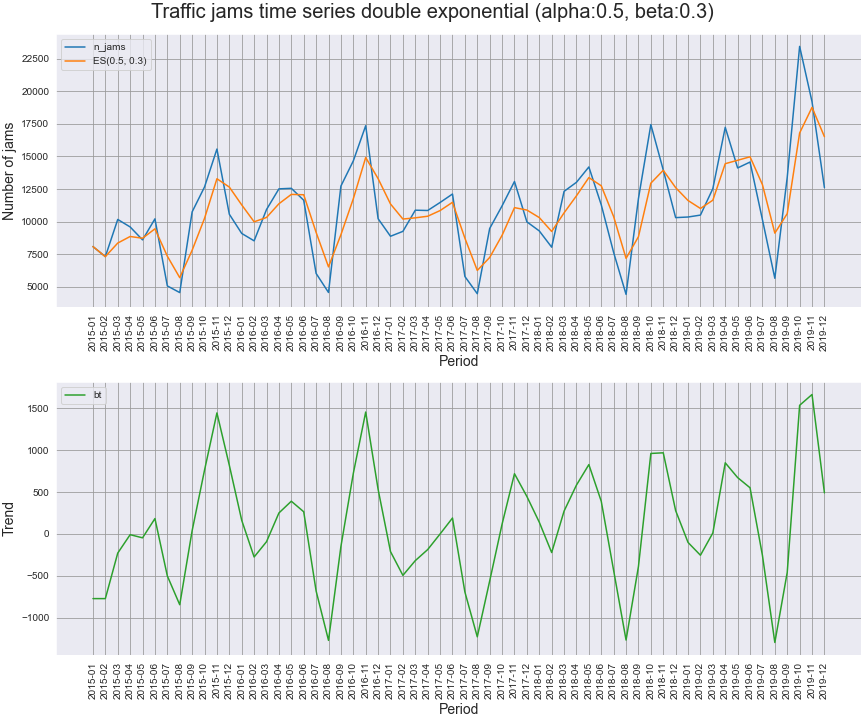 Traffic jams time series double exponential (alpha:0.5, beta:0.3)
n_jams
ES(0.5, 0.3)
22500
20000
17500
15000
12500
10000
7500
5000
Number of jams
2015-01 2015-02 2015-03 2015-04 2015-05 2015-06 2015-07 2015-08 2015-09 2015-10 2015-11 2015-12 2016-01 2016-02 2016-03 2016-04 2016-05 2016-06 2016-07 2016-08 2016-09 2016-10 2016-11 2016-12 2017-01 2017-02 2017-03 2017-04 2017-05 2017-06 2017-07 2017-08 2017-09 2017-10 2017-11 2017-12 2018-01 2018-02 2018-03 2018-04 2018-05 2018-06 2018-07 2018-08 2018-09 2018-10 2018-11 2018-12 2019-01 2019-02 2019-03 2019-04 2019-05 2019-06 2019-07 2019-08 2019-09 2019-10 2019-11 2019-12
Period
bt
1500
1000
500
0
−500
−1000
Trend
2015-01 2015-02 2015-03 2015-04 2015-05 2015-06 2015-07 2015-08 2015-09 2015-10 2015-11 2015-12 2016-01 2016-02 2016-03 2016-04 2016-05 2016-06 2016-07 2016-08 2016-09 2016-10 2016-11 2016-12 2017-01 2017-02 2017-03 2017-04 2017-05 2017-06 2017-07 2017-08 2017-09 2017-10 2017-11 2017-12 2018-01 2018-02 2018-03 2018-04 2018-05 2018-06 2018-07 2018-08 2018-09 2018-10 2018-11 2018-12 2019-01 2019-02 2019-03 2019-04 2019-05 2019-06 2019-07 2019-08 2019-09 2019-10 2019-11 2019-12
Period